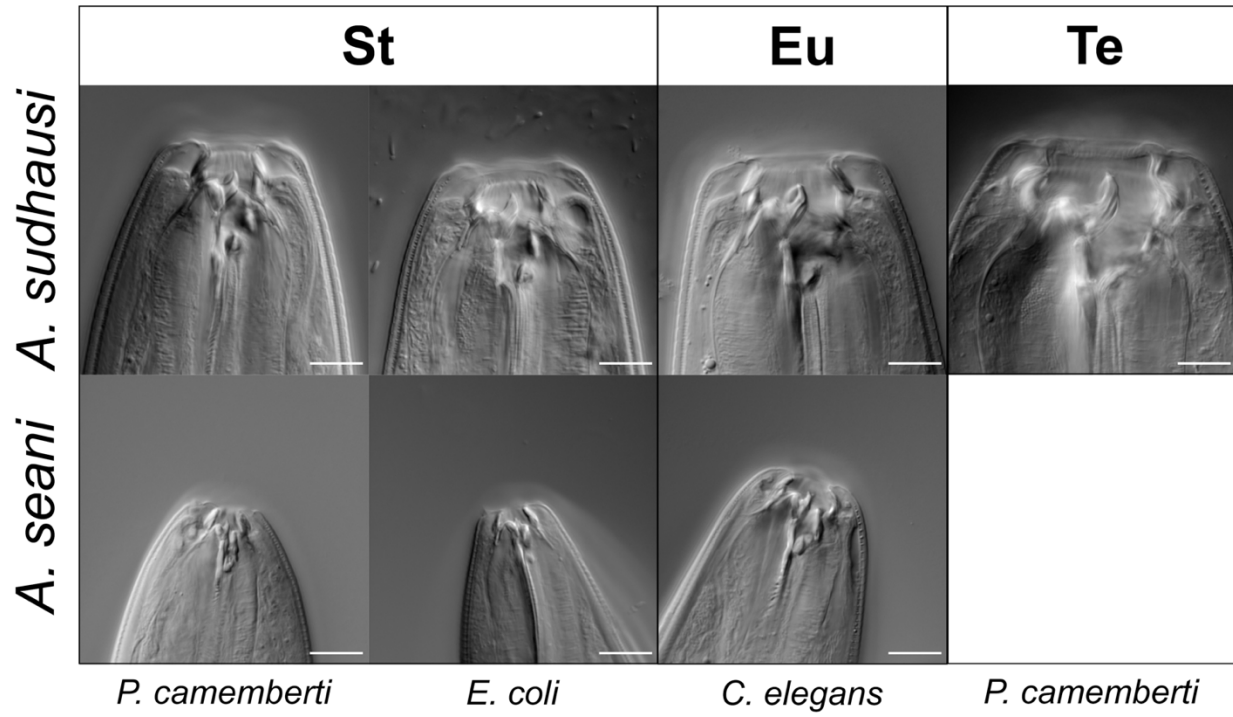 St Eu Te
A. sudhausi
A. seani
P. camemberti E. coli C. elegans P. camemberti